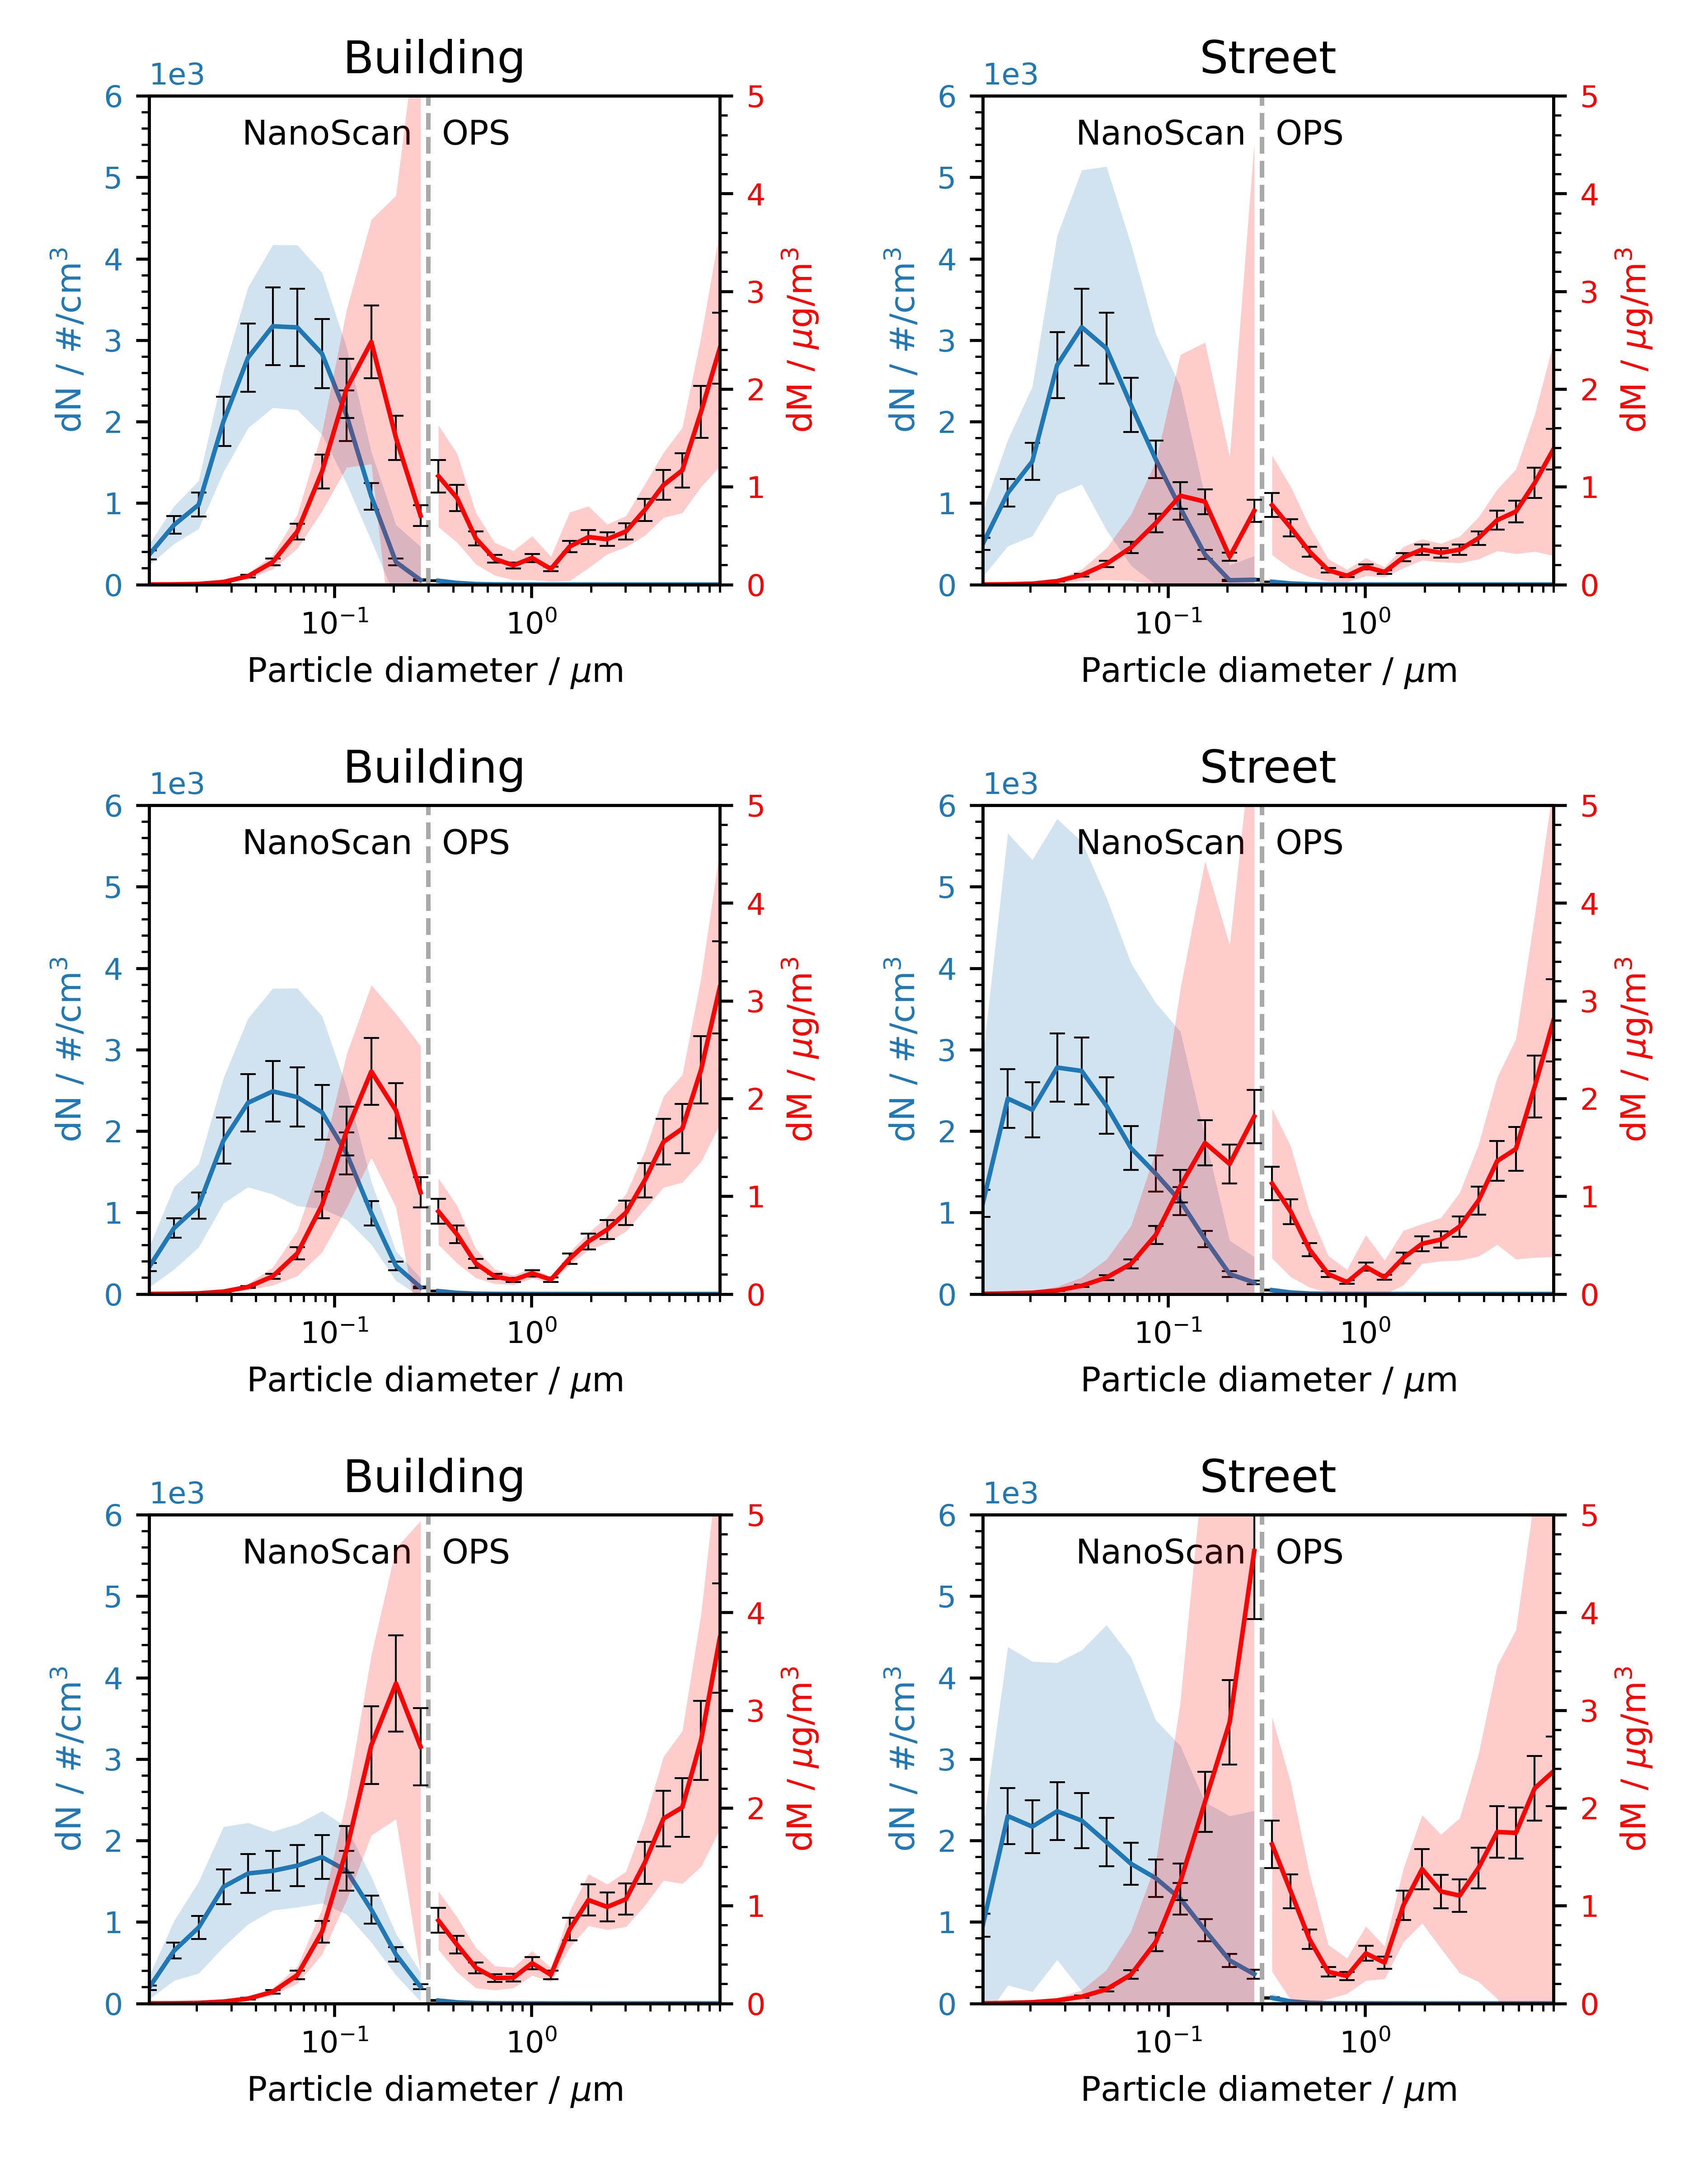 Building
1e3
6
5
4
3
2
1
0
dN / #/cm³
NanoScan OPS
5
4
3
2
1
0
dM / μg/m³
10⁻¹ 10⁰
Particle diameter / μm
Street
1e3
6
5
4
3
2
1
0
dN / #/cm³
NanoScan OPS
5
4
3
2
1
0
dM / μg/m³
10⁻¹ 10⁰
Particle diameter / μm
Building
1e3
6
5
4
3
2
1
0
dN / #/cm³
NanoScan OPS
5
4
3
2
1
0
dM / μg/m³
10⁻¹ 10⁰
Particle diameter / μm
Street
1e3
6
5
4
3
2
1
0
dN / #/cm³
NanoScan OPS
5
4
3
2
1
0
dM / μg/m³
10⁻¹ 10⁰
Particle diameter / μm
Building
1e3
6
5
4
3
2
1
0
dN / #/cm³
NanoScan OPS
5
4
3
2
1
0
dM / μg/m³
10⁻¹ 10⁰
Particle diameter / μm
Street
1e3
6
5
4
3
2
1
0
dN / #/cm³
NanoScan OPS
5
4
3
2
1
0
dM / μg/m³
10⁻¹ 10⁰
Particle diameter / μm